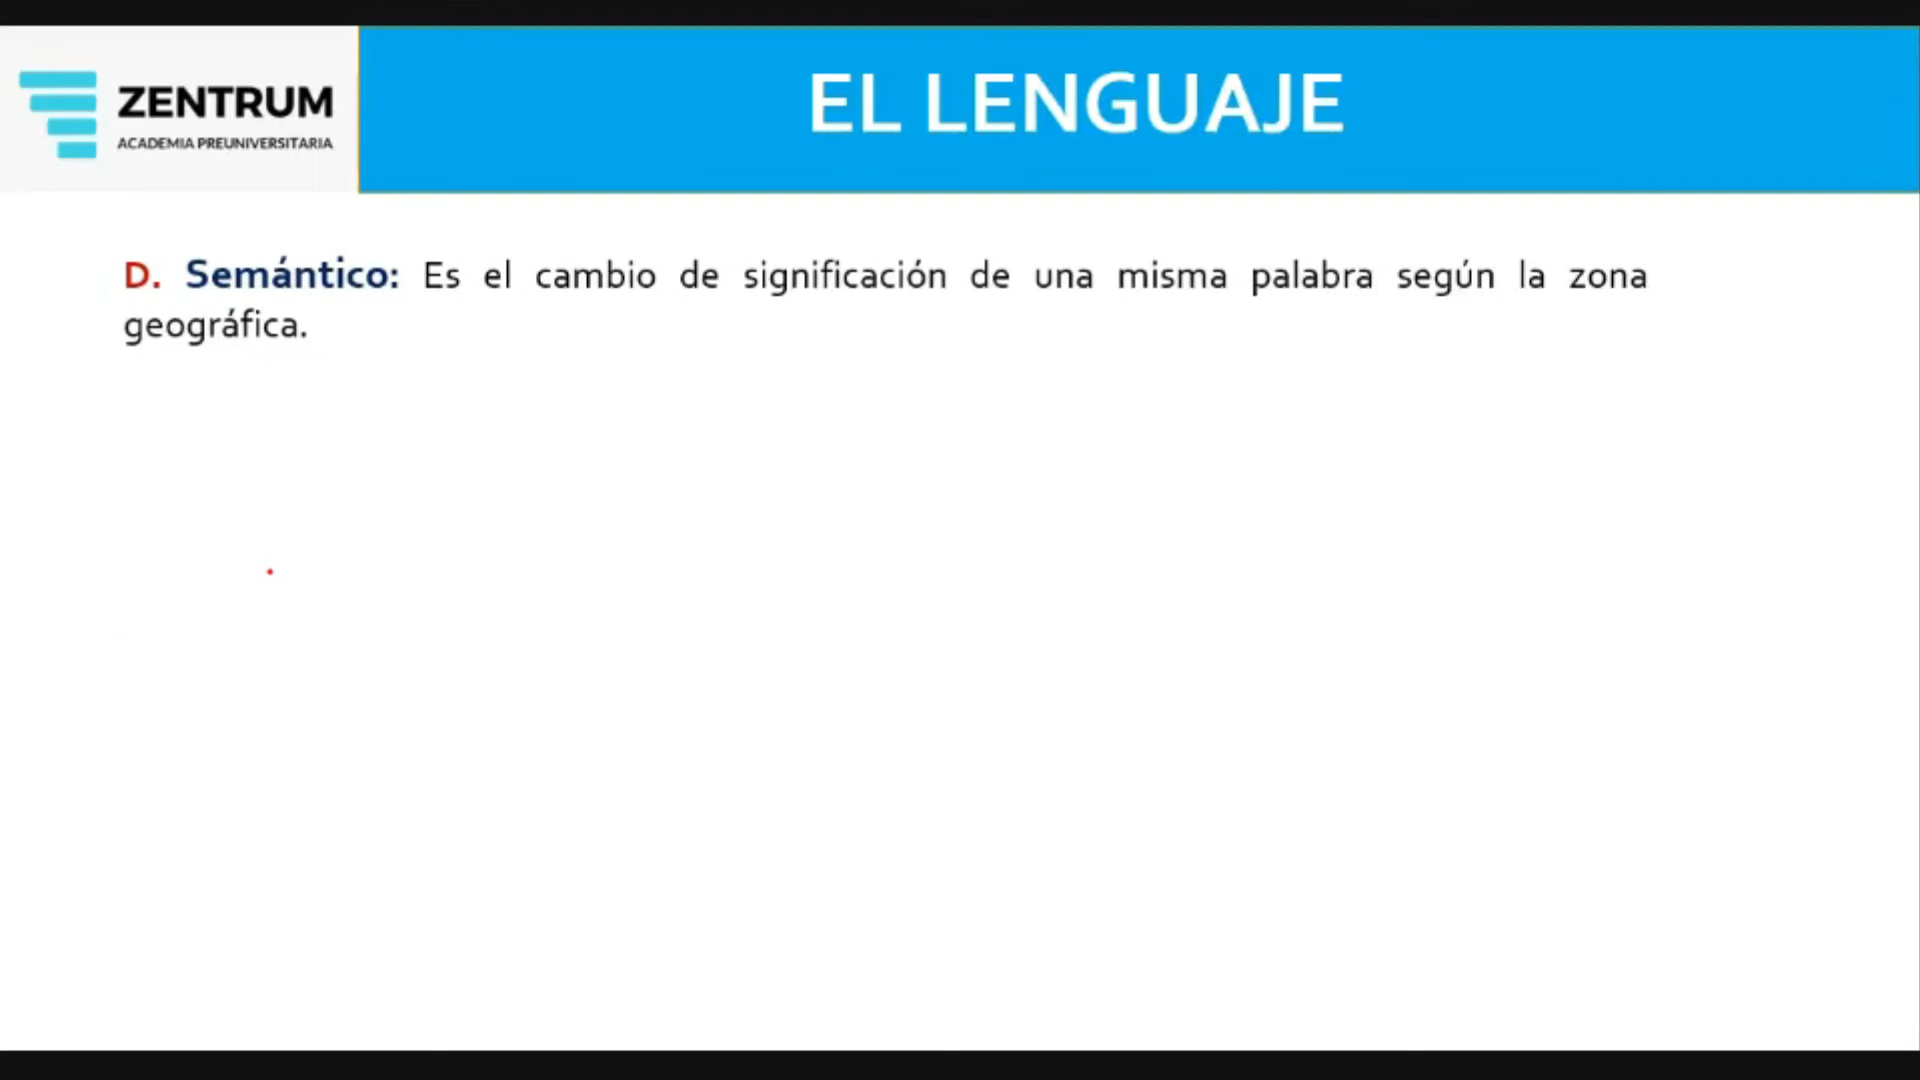 ZENTRUM
ACADEMIA PREUNIVERSITARIA
EL LENGUAJE
D. Semántico: Es el cambio de significación de una misma palabra según la zona
geográfica.